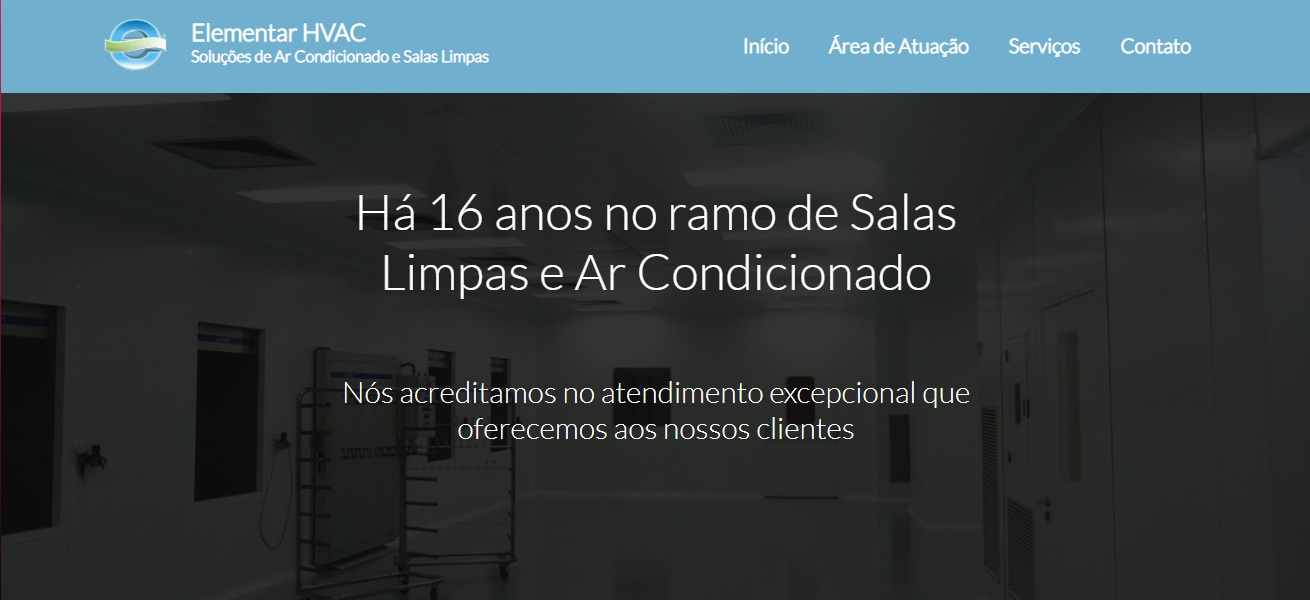 Elementar HVAC
Soluções de Ar Condicionado e Salas Limpas
Início
Área de Atuação
Serviços
Contato
Há 16 anos no ramo de Salas
Limpas e Ar Condicionado
Nós acreditamos no atendimento excepcional que
oferecemos aos nossos clientes